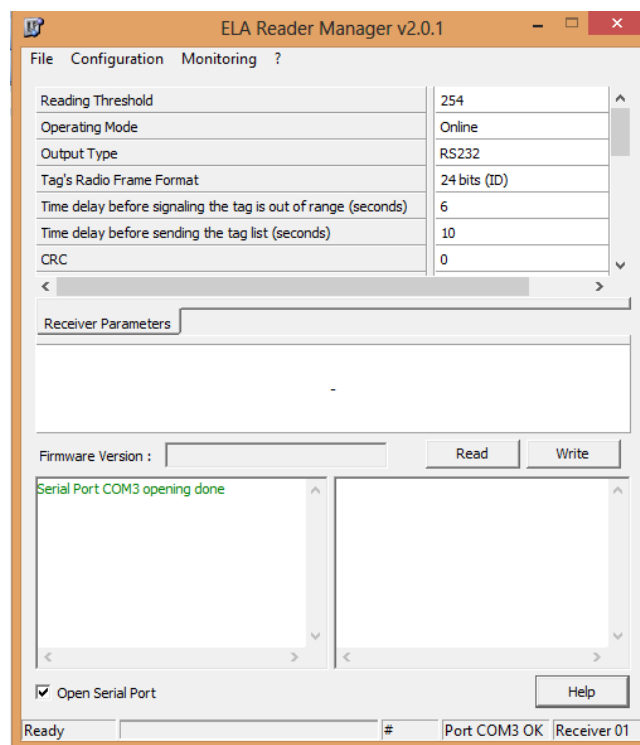 ELA Reader Manager v2.0.1
File Configuration Monitoring ?
Reading Threshold 254
Operating Mode Online
Output Type RS232
Tag's Radio Frame Format 24 bits (ID)
Time delay before signaling the tag is out of range (seconds) 6
Time delay before sending the tag list (seconds) 10
CRC 0
Receiver Parameters
-
Firmware Version :
Read Write
Serial Port COM3 opening done
Open Serial Port
Help
Ready # Port COM3 OK Receiver 01